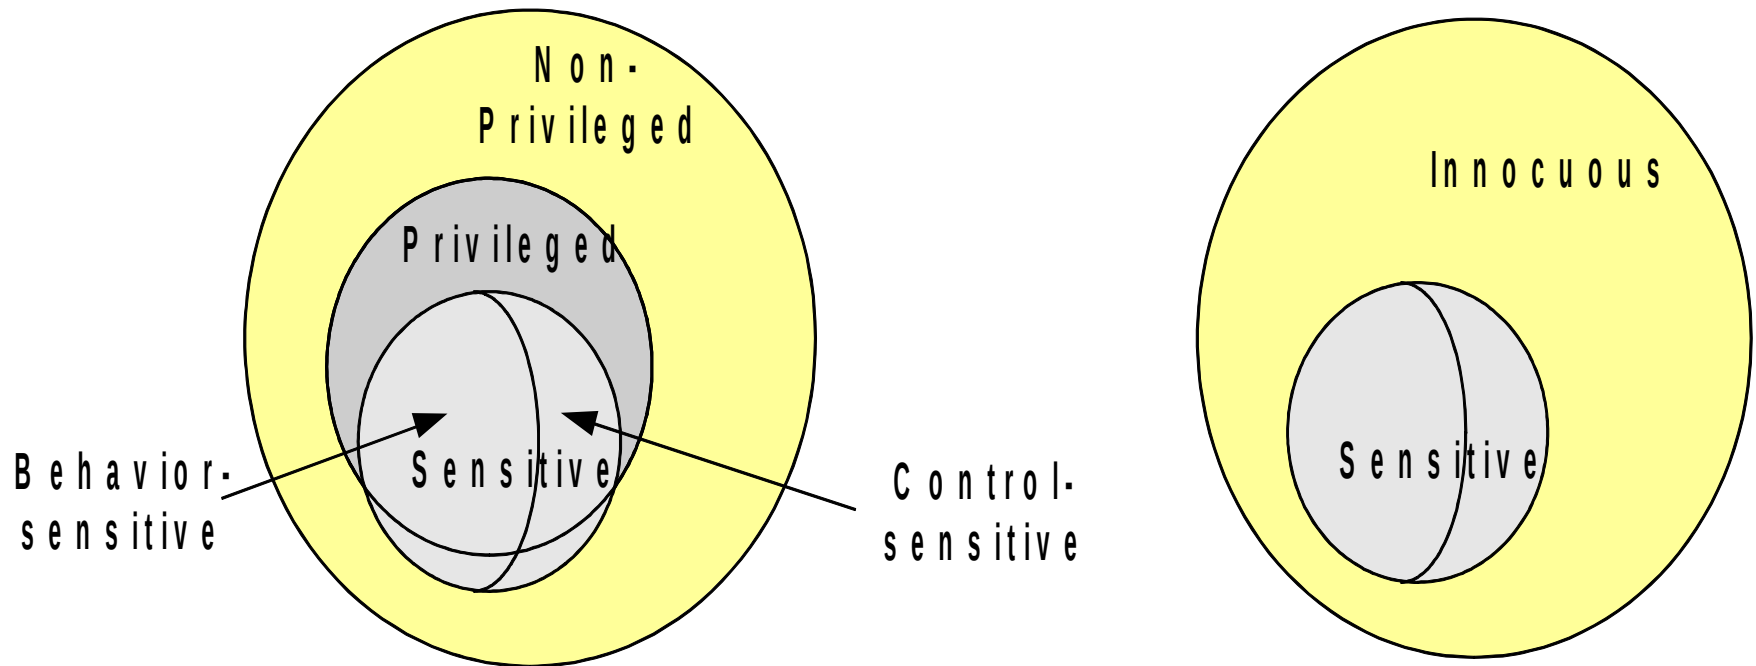 Non-
Privileged
Privileged
Sensitive
Behavior-
sensitive
Control-
sensitive
Innocuous
Sensitive